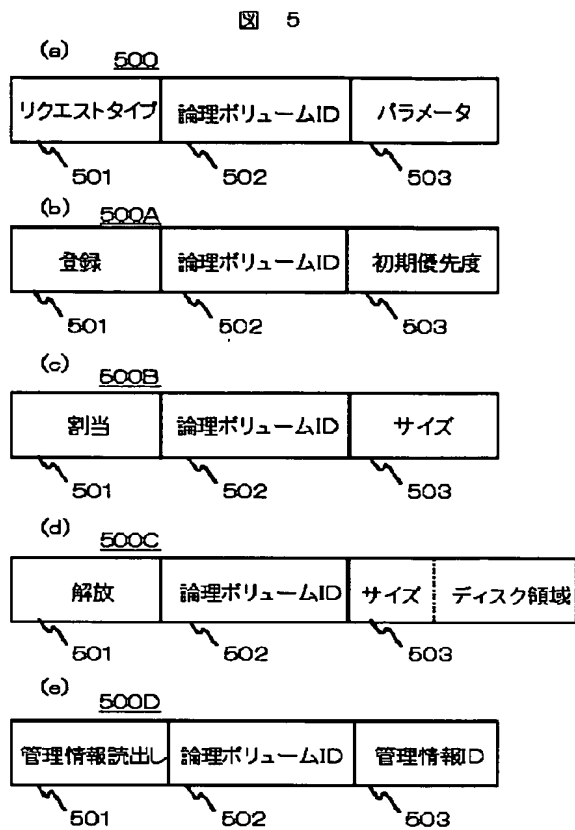 図 5
(a) 500
リクエストタイプ 論理ボリュームID パラメータ
501 502 503
(b) 500A
登録 論理ボリュームID 初期優先度
501 502 503
(c) 500B
割当 論理ボリュームID サイズ
501 502 503
(d) 500C
解放 論理ボリュームID サイズ ディスク領域
501 502 503
(e) 500D
管理情報読出し 論理ボリュームID 管理情報ID
501 502 503